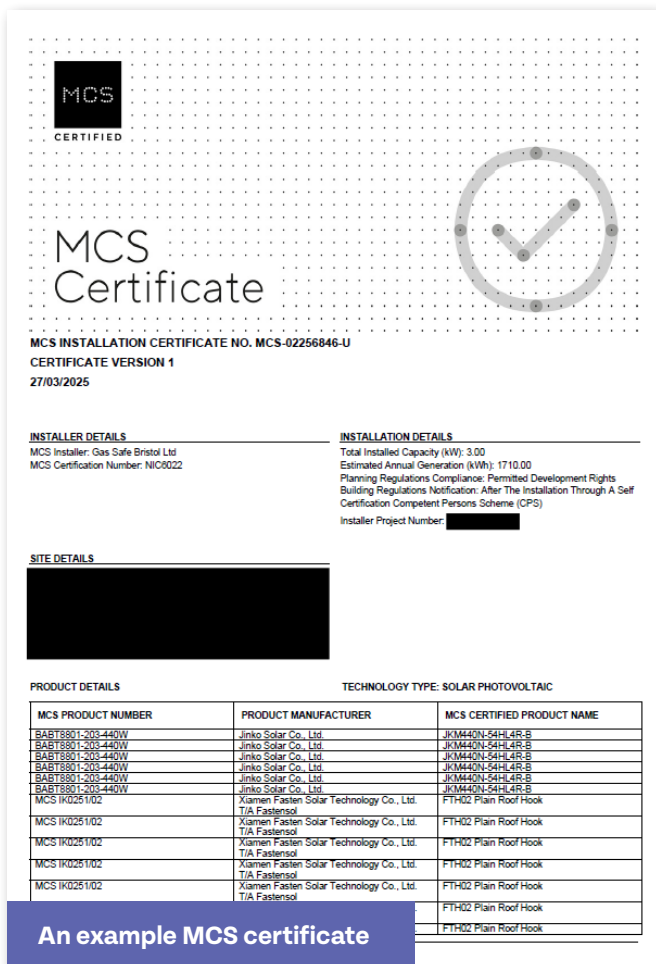 MCS
CERTIFIED
MCS
Certificate
MCS INSTALLATION CERTIFICATE NO. MCS-02256846-U
CERTIFICATE VERSION 1
27/03/2025
INSTALLER DETAILS
MCS Installer: Gas Safe Bristol Ltd
MCS Certification Number: NIC6022
INSTALLATION DETAILS
Total Installed Capacity (kW): 3.00
Estimated Annual Generation (kWh): 1710.00
Planning Regulations Compliance: Permitted Development Rights
Building Regulations Notification: After The Installation Through A Self
Certification Competent Persons Scheme (CPS)
Installer Project Number:
SITE DETAILS
PRODUCT DETAILS
TECHNOLOGY TYPE: SOLAR PHOTOVOLTAIC
MCS PRODUCT NUMBER PRODUCT MANUFACTURER MCS CERTIFIED PRODUCT NAME
BABT8801-203-440W Jinko Solar Co., Ltd. JKM440N-54HL4R-B
BABT8801-203-440W Jinko Solar Co., Ltd. JKM440N-54HL4R-B
BABT8801-203-440W Jinko Solar Co., Ltd. JKM440N-54HL4R-B
BABT8801-203-440W Jinko Solar Co., Ltd. JKM440N-54HL4R-B
BABT8801-203-440W Jinko Solar Co., Ltd. JKM440N-54HL4R-B
BABT8801-203-440W Jinko Solar Co., Ltd. JKM440N-54HL4R-B
MCS IK0251/02 Xiamen Fasten Solar Technology Co., Ltd. FTH02 Plain Roof Hook
T/A Fastensol
MCS IK0251/02 Xiamen Fasten Solar Technology Co., Ltd. FTH02 Plain Roof Hook
T/A Fastensol
MCS IK0251/02 Xiamen Fasten Solar Technology Co., Ltd. FTH02 Plain Roof Hook
T/A Fastensol
MCS IK0251/02 Xiamen Fasten Solar Technology Co., Ltd. FTH02 Plain Roof Hook
T/A Fastensol
MCS IK0251/02 Xiamen Fasten Solar Technology Co., Ltd. FTH02 Plain Roof Hook
T/A Fastensol
FTH02 Plain Roof Hook
FTH02 Plain Roof Hook
An example MCS certificate